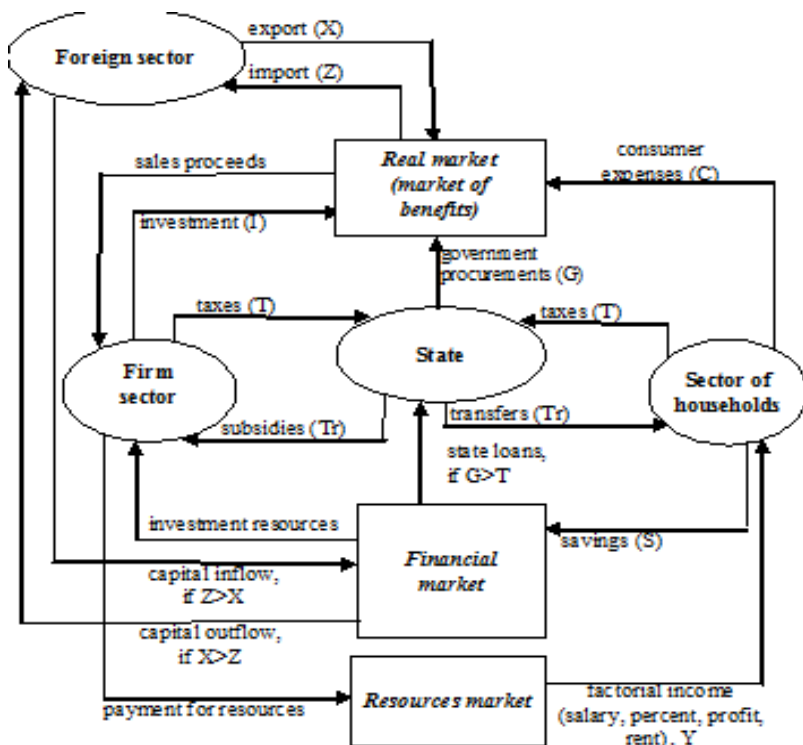 export (X)
Foreign sector
import (Z)
sales proceeds
Real market
(market of
benefits)
consumer
expenses (C)
investment (I)
government
procurements (G)
taxes (T)
taxes (T)
State
Firm
sector
Sector of
households
subsidies (Tr)
transfers (Tr)
state loans,
if G>T
investment resources
savings (S)
Financial
market
capital inflow,
if Z>X
capital outflow,
if X>Z
Resources market
payment for resources
factorial income
(salary, percent, profit,
rent), Y